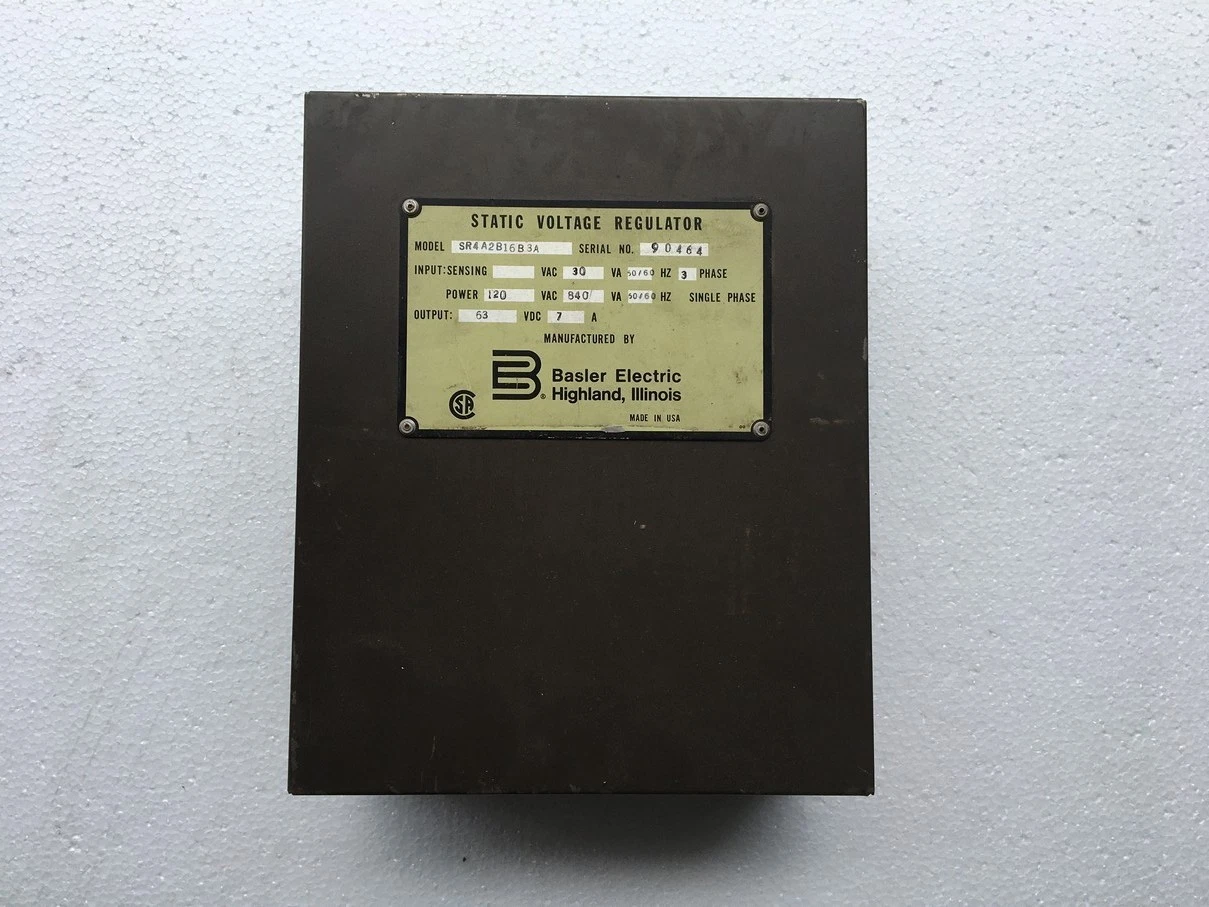 STATIC VOLTAGE REGULATOR
MODEL SR4A2B16B3A SERIAL NO. 90464
INPUT: SENSING VAC 30 VA 50/60 HZ 3 PHASE
POWER 120 VAC 840 VA 50/60 HZ SINGLE PHASE
OUTPUT: 63 VDC 7 A
MANUFACTURED BY
B ® Basler Electric
Highland, Illinois
CSA
MADE IN USA